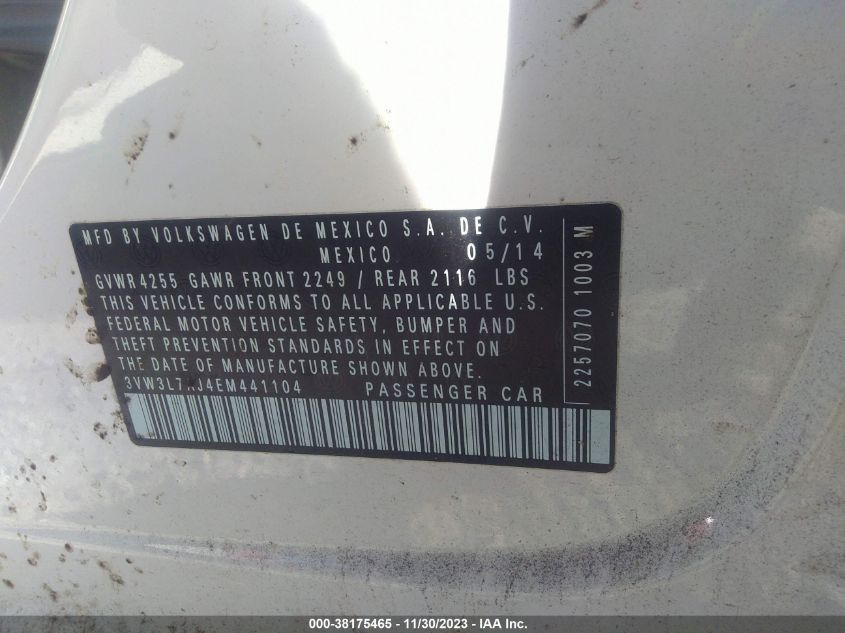 MFD BY VOLKSWAGEN DE MEXICO S.A. DE C.V.
MEXICO 05/14
GVWR 4255 GAWR FRONT 2249 / REAR 2116 LBS
THIS VEHICLE CONFORMS TO ALL APPLICABLE U.S.
FEDERAL MOTOR VEHICLE SAFETY, BUMPER AND
THEFT PREVENTION STANDARDS IN EFFECT ON
THE DATE OF MANUFACTURE SHOWN ABOVE.
PASSENGER CAR
2257070 1003 M
000-38175465 - 11/30/2023 - IAA Inc.